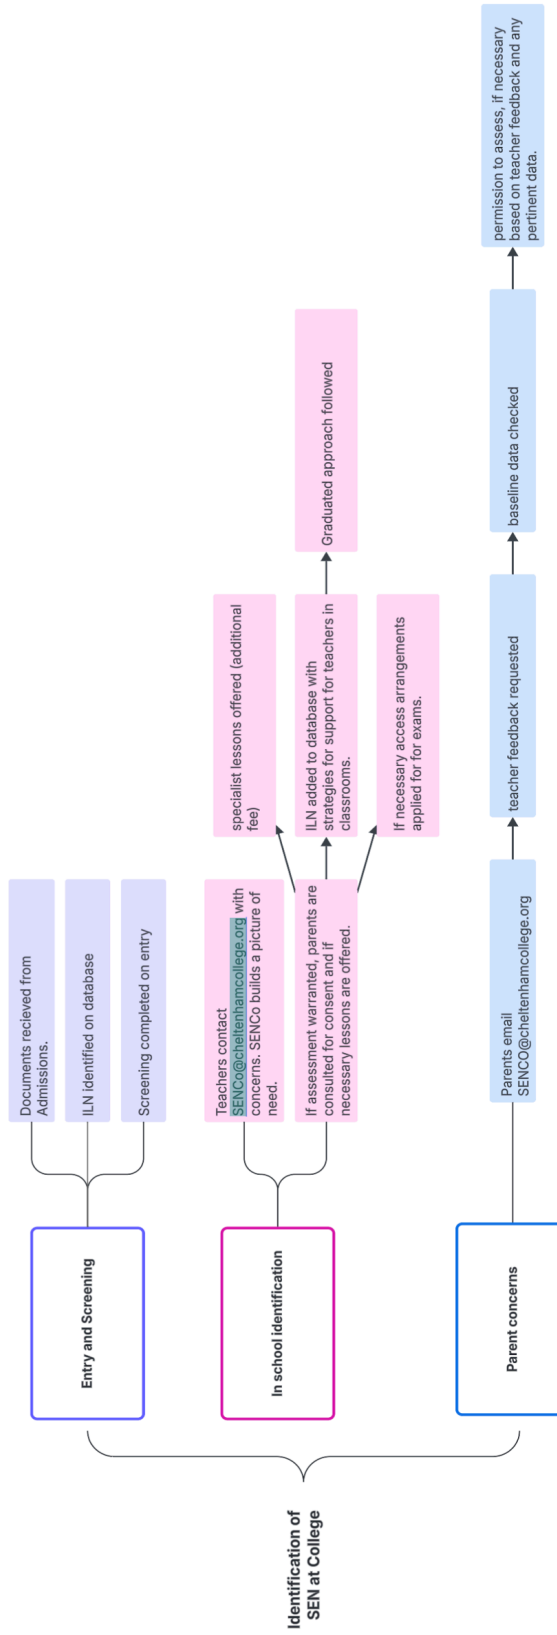 Identification of
SEN at College
Entry and Screening
Documents recieved from
Admissions.
ILN identified on database
Screening completed on entry
In school identification
Teachers contact
SENCo@cheltenhamcollege.org with
concerns. SENCo builds a picture of
need.
If assessment warranted, parents are
consulted for consent and if
necessary lessons are offered.
specialist lessons offered (additional
fee)
ILN added to database with
strategies for support for teachers in
classrooms.
If necessary access arrangements
applied for for exams.
Graduated approach followed
Parent concerns
Parents email
SENCO@cheltenhamcollege.org
teacher feedback requested
baseline data checked
permission to assess, if necessary
based on teacher feedback and any
pertinent data.